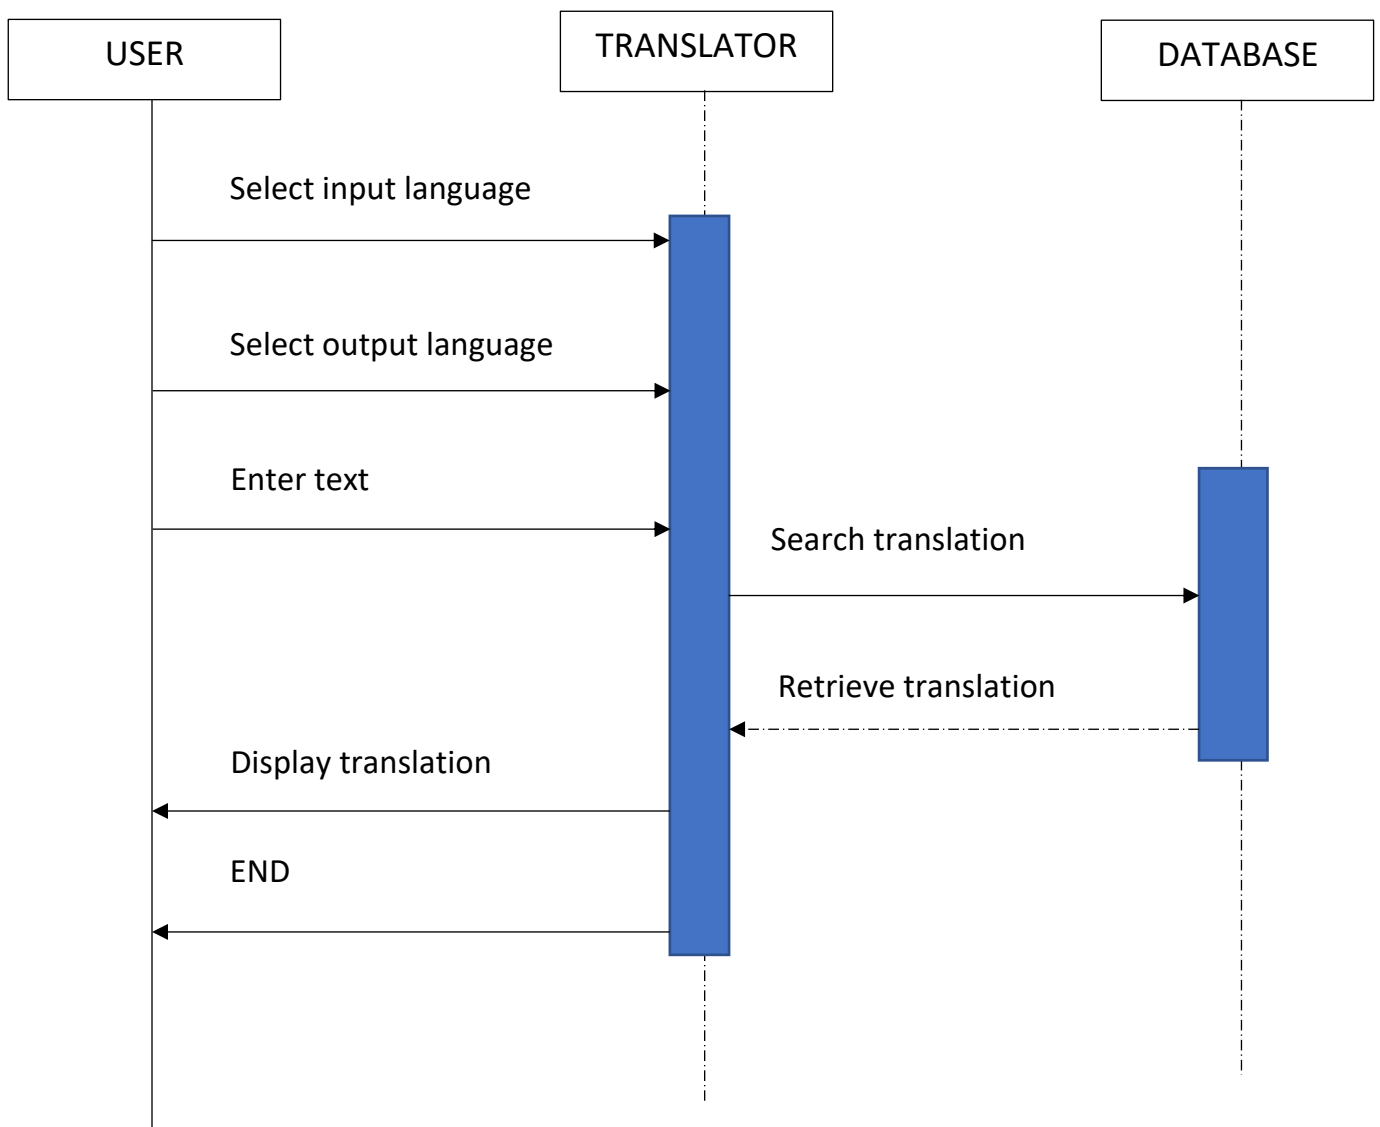 USER
TRANSLATOR
DATABASE
Select input language
Select output language
Enter text
Search translation
Retrieve translation
Display translation
END